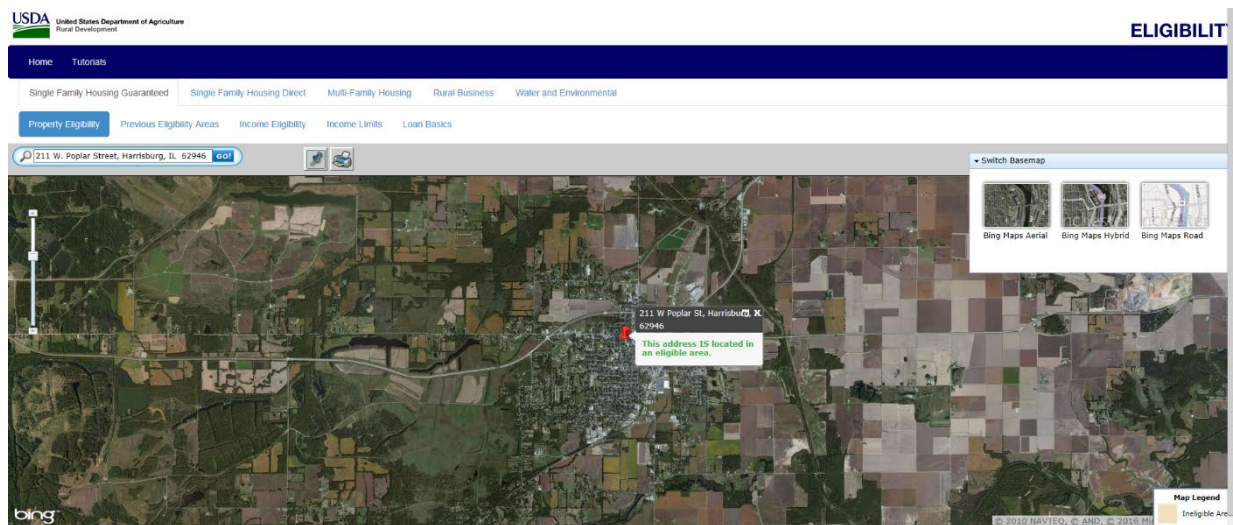 USDA United States Department of Agriculture
Rural Development
ELIGIBILIT
Home Tutorials
Single Family Housing Guaranteed Single Family Housing Direct Multi-Family Housing Rural Business Water and Environmental
Property Eligibility Previous Eligibility Areas Income Eligibility Income Limits Loan Basics
211 W. Poplar Street, Harrisburg, IL 62946 GO!
Switch Basemap
Bing Maps Aerial Bing Maps Hybrid Bing Maps Road
211 W Poplar St,
62946
This address IS located in
an eligible area.
Map Legend
Ineligible Are...
bing
© 2010 NAVTEQ, © AND, © 2016